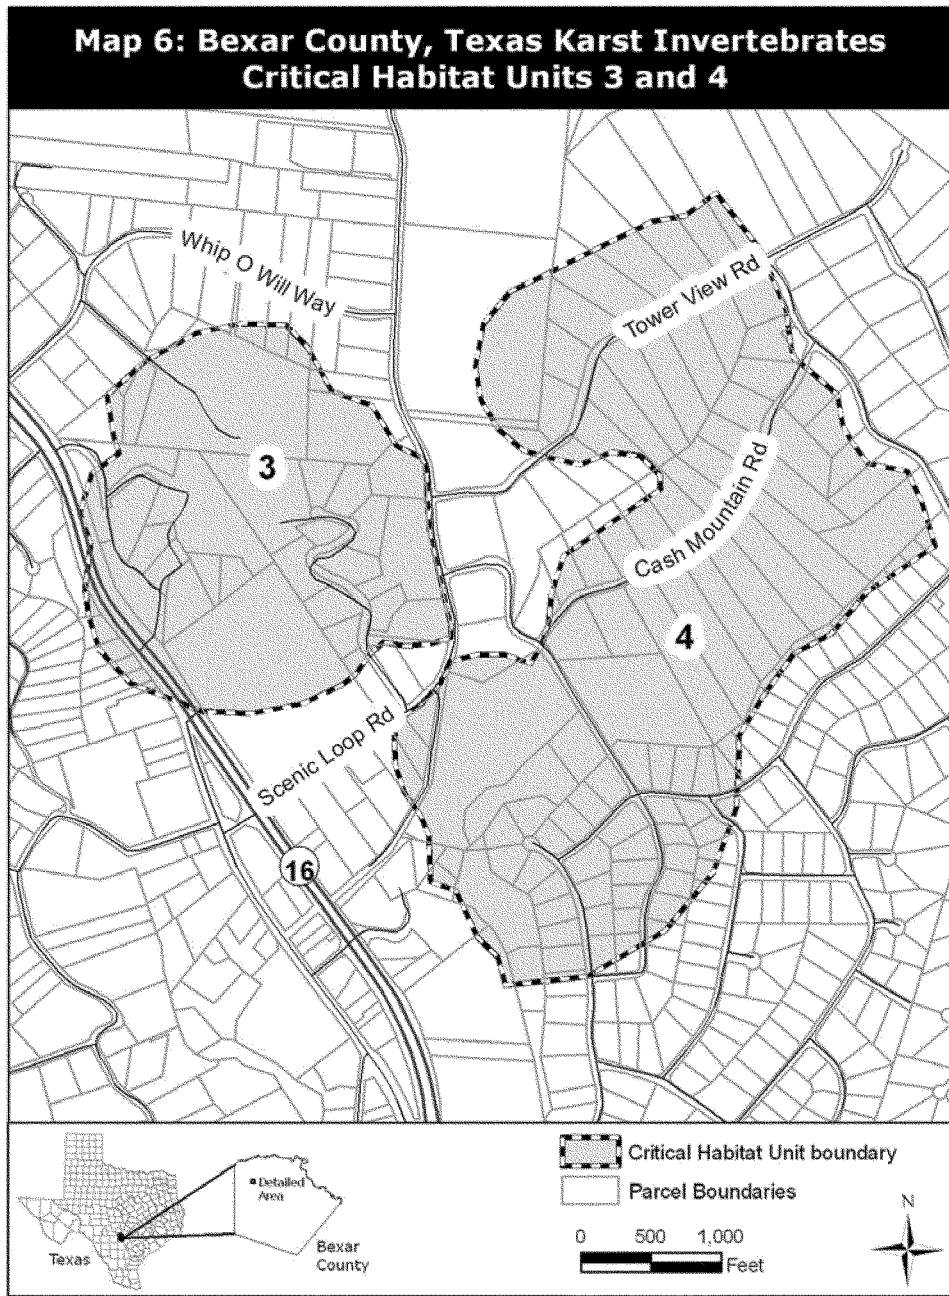 Map 6: Bexar County, Texas Karst Invertebrates
Critical Habitat Units 3 and 4
Whip O Will Way
Tower View Rd
3
Cash Mountain Rd
4
Scenic Loop Rd
16
Texas
Detailed
Area
Bexar
County
Critical Habitat Unit boundary
Parcel Boundaries
0 500 1,000
Feet
N